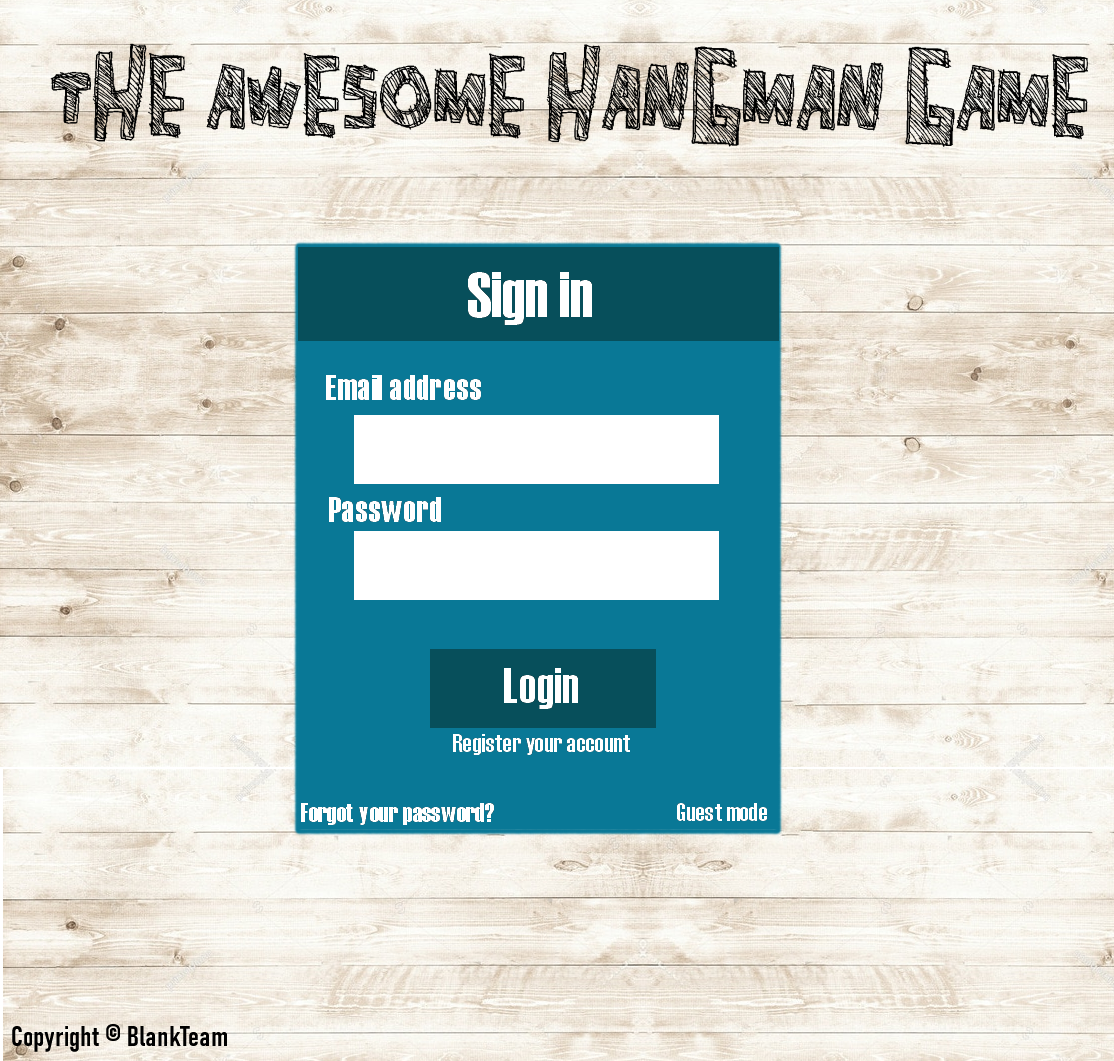 THE AWESOME HANGMAN GAME
Sign in
Email address
Password
Login
Register your account
Forgot your password?
Guest mode
Copyright © BlankTeam